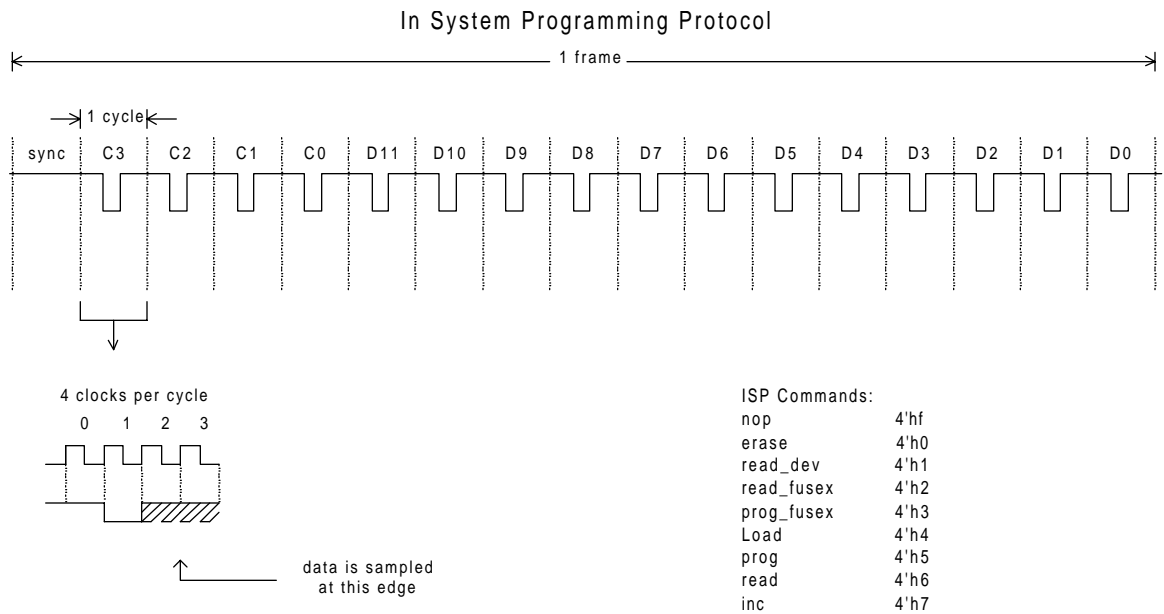 In System Programming Protocol
1 frame
1 cycle
sync C3 C2 C1 C0 D11 D10 D9 D8 D7 D6 D5 D4 D3 D2 D1 D0
4 clocks per cycle
0 1 2 3
data is sampled
at this edge
ISP Commands:
nop 4'hf
erase 4'h0
read_dev 4'h1
read_fusex 4'h2
prog_fusex 4'h3
Load 4'h4
prog 4'h5
read 4'h6
inc 4'h7